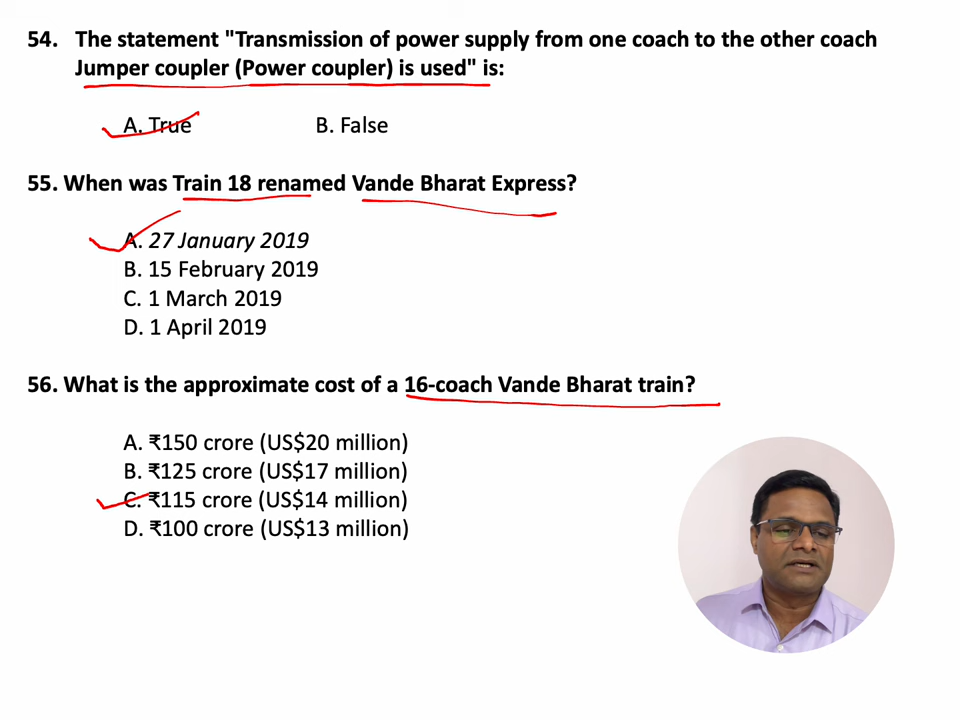 54. The statement "Transmission of power supply from one coach to the other coach
Jumper coupler (Power coupler) is used" is:
A. True B. False
55. When was Train 18 renamed Vande Bharat Express?
A. 27 January 2019
B. 15 February 2019
C. 1 March 2019
D. 1 April 2019
56. What is the approximate cost of a 16-coach Vande Bharat train?
A. ₹150 crore (US$20 million)
B. ₹125 crore (US$17 million)
C. ₹115 crore (US$14 million)
D. ₹100 crore (US$13 million)